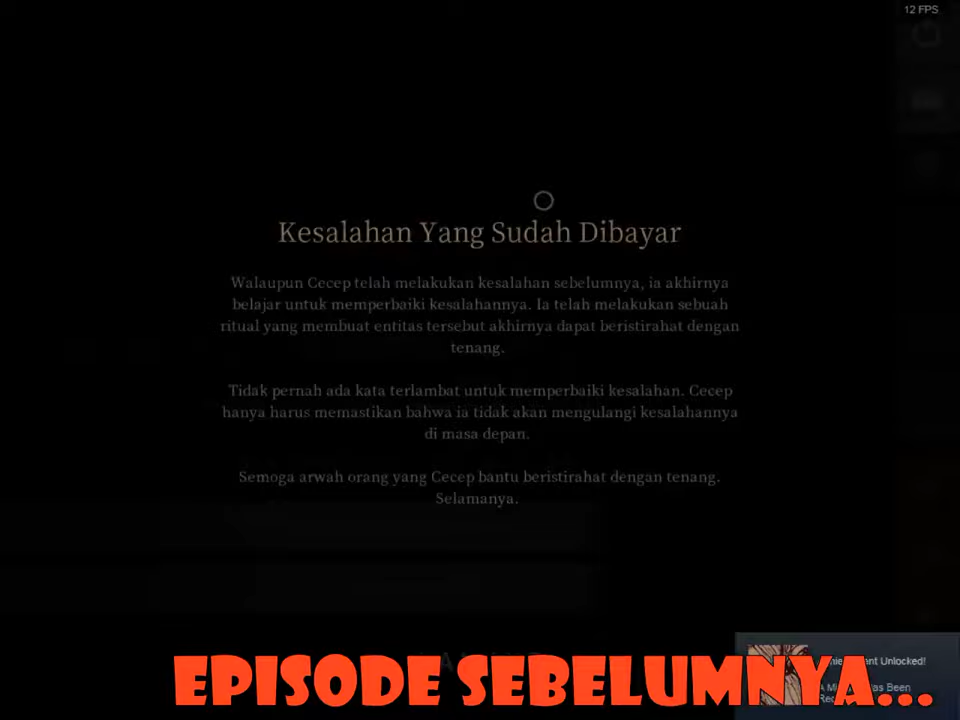 12 FPS
Kesalahan Yang Sudah Dibayar
Walaupun Cecep telah melakukan kesalahan sebelumnya, ia akhirnya
belajar untuk memperbaiki kesalahannya. Ia telah melakukan sebuah
ritual yang membuat entitas tersebut akhirnya dapat beristirahat dengan
tenang.
Tidak pernah ada kata terlambat untuk memperbaiki kesalahan. Cecep
hanya harus memastikan bahwa ia tidak akan mengulangi kesalahannya
di masa depan.
Semoga arwah orang yang Cecep bantu beristirahat dengan tenang.
Selamanya.
Unlocked!
Been
EPISODE SEBELUMNYA...